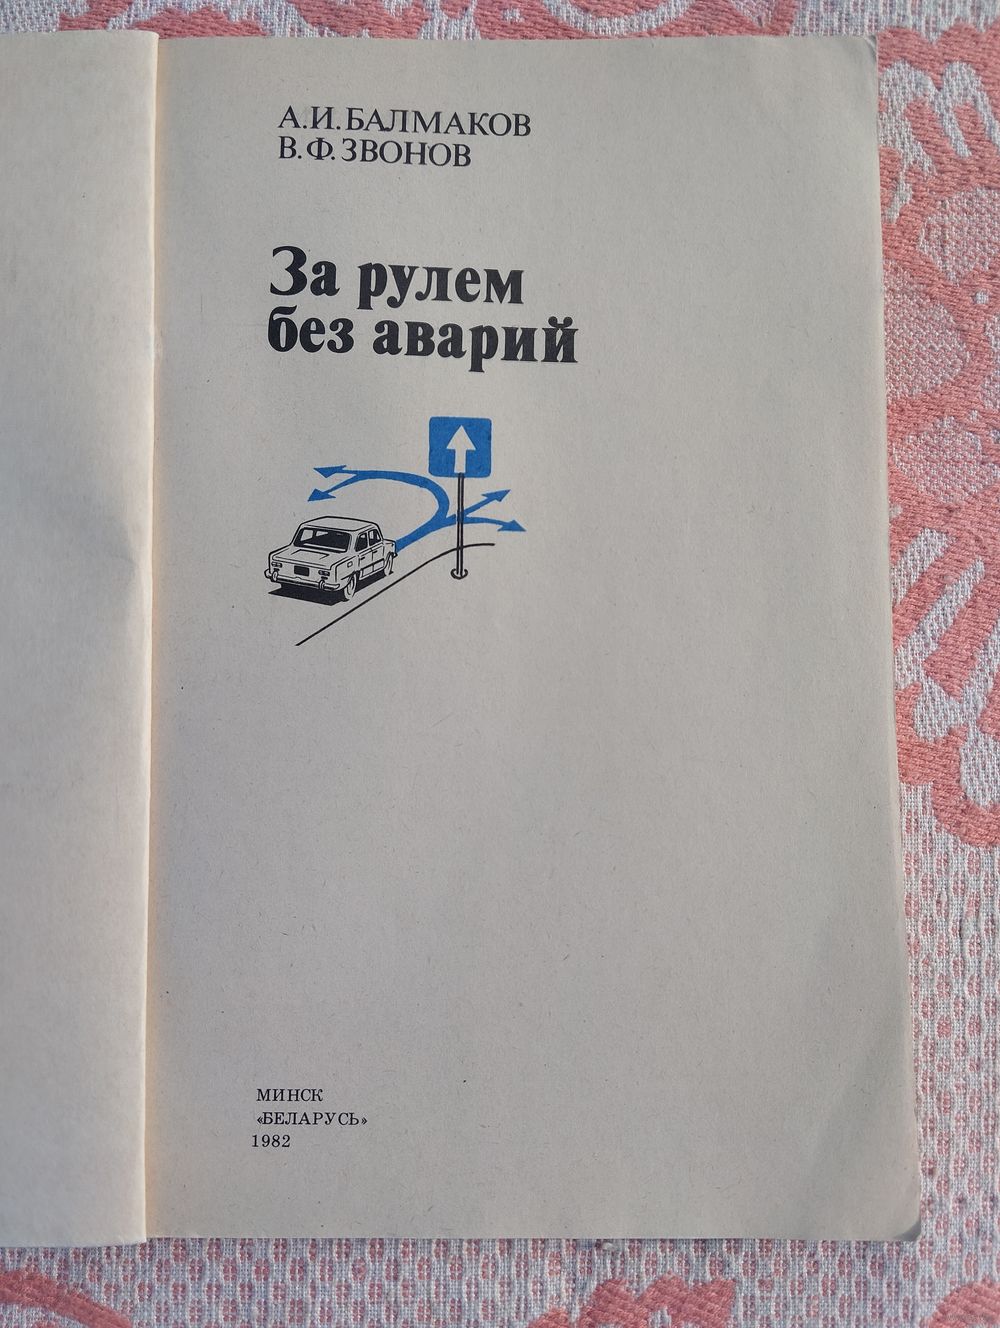 А.И.БАЛМАКОВ
В.Ф.ЗВОНОВ
За рулем
без аварий
МИНСК
«БЕЛАРУСЬ»
1982